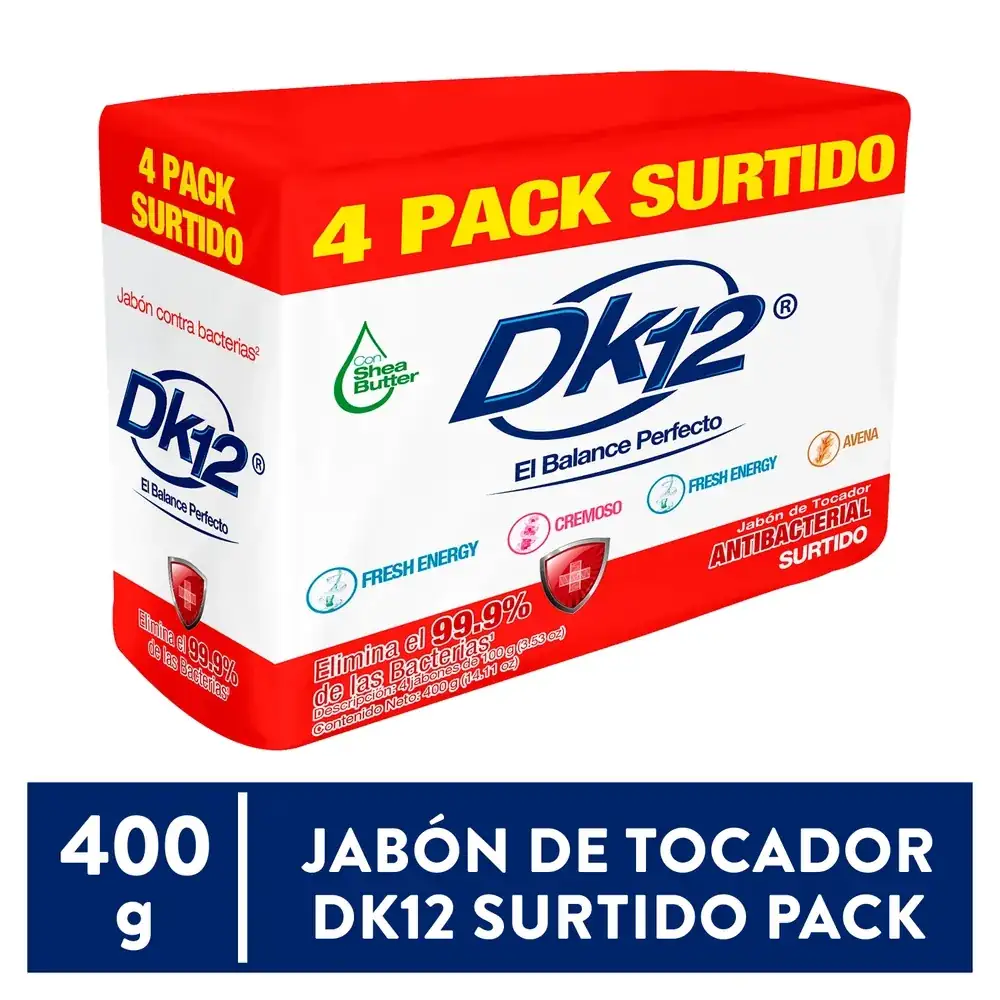 4 PACK
SURTIDO
Jabón contra bacterias²
DK12®
El Balance Perfecto
Elimina el 99.9%
de las Bacterias¹
4 PACK SURTIDO
Con
Shea
Butter
DK12®
El Balance Perfecto
FRESH ENERGY
CREMOSO
FRESH ENERGY
AVENA
Jabón de Tocador
ANTIBACTERIAL
SURTIDO
Elimina el 99.9%
de las Bacterias¹
Descripción: 4 jabones de 100 g (3.53 oz)
Contenido Neto: 400 g (14.11 oz)
400
g
JABÓN DE TOCADOR
DK12 SURTIDO PACK